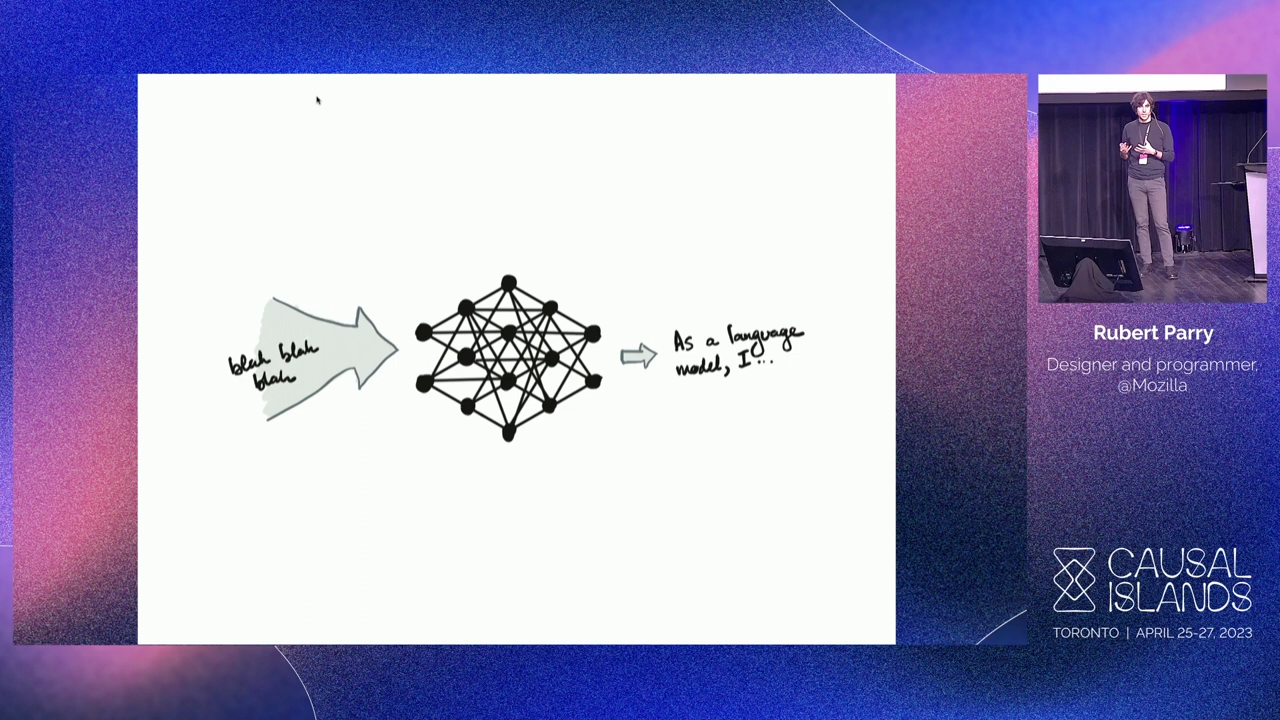 blah blah
blah
As a language
model, I...
Rubert Parry
Designer and programmer,
@Mozilla
CAUSAL
ISLANDS
TORONTO | APRIL 25-27, 2023